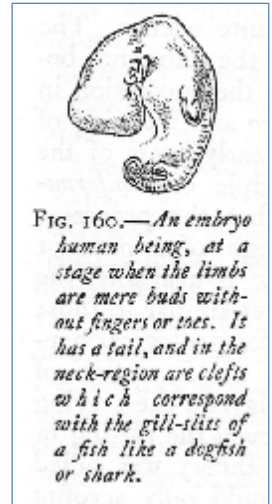 FIG. 160.—An embryo
human being, at a
stage when the limbs
are mere buds with-
out fingers or toes. It
has a tail, and in the
neck-region are clefts
which correspond
with the gill-slits of
a fish like a dogfish
or shark.